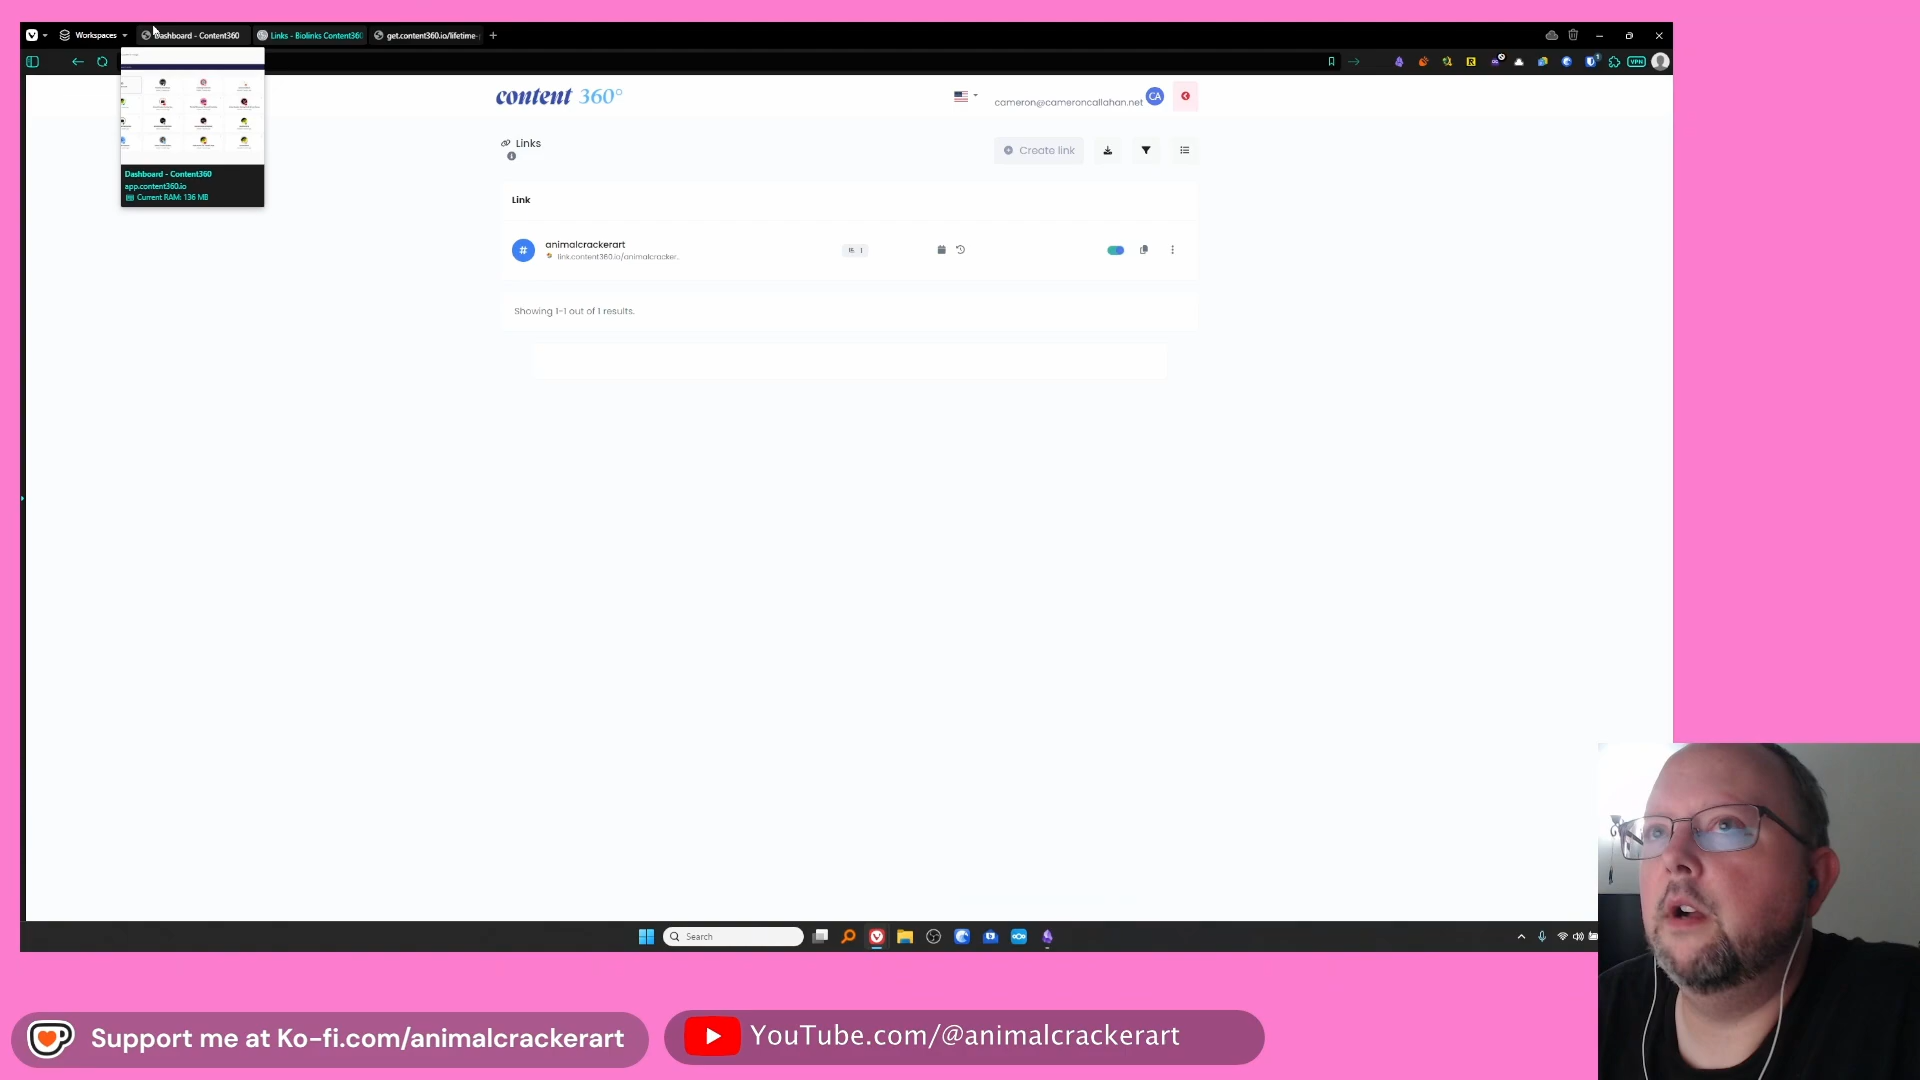 Workspaces
Dashboard - Content360
Links - Biolinks Content360
get.content360.io/lifetime-
VPN
content 360°
cameron@cameroncallahan.net
CA
Dashboard - Content360
app.content360.io
Current RAM: 136 MB
Links
Create link
Link
#
animalcrackerart
link.content360.io/animalcracker..
1
Showing 1-1 out of 1 results.
Search
Support me at Ko-fi.com/animalcrackerart
YouTube.com/@animalcrackerart